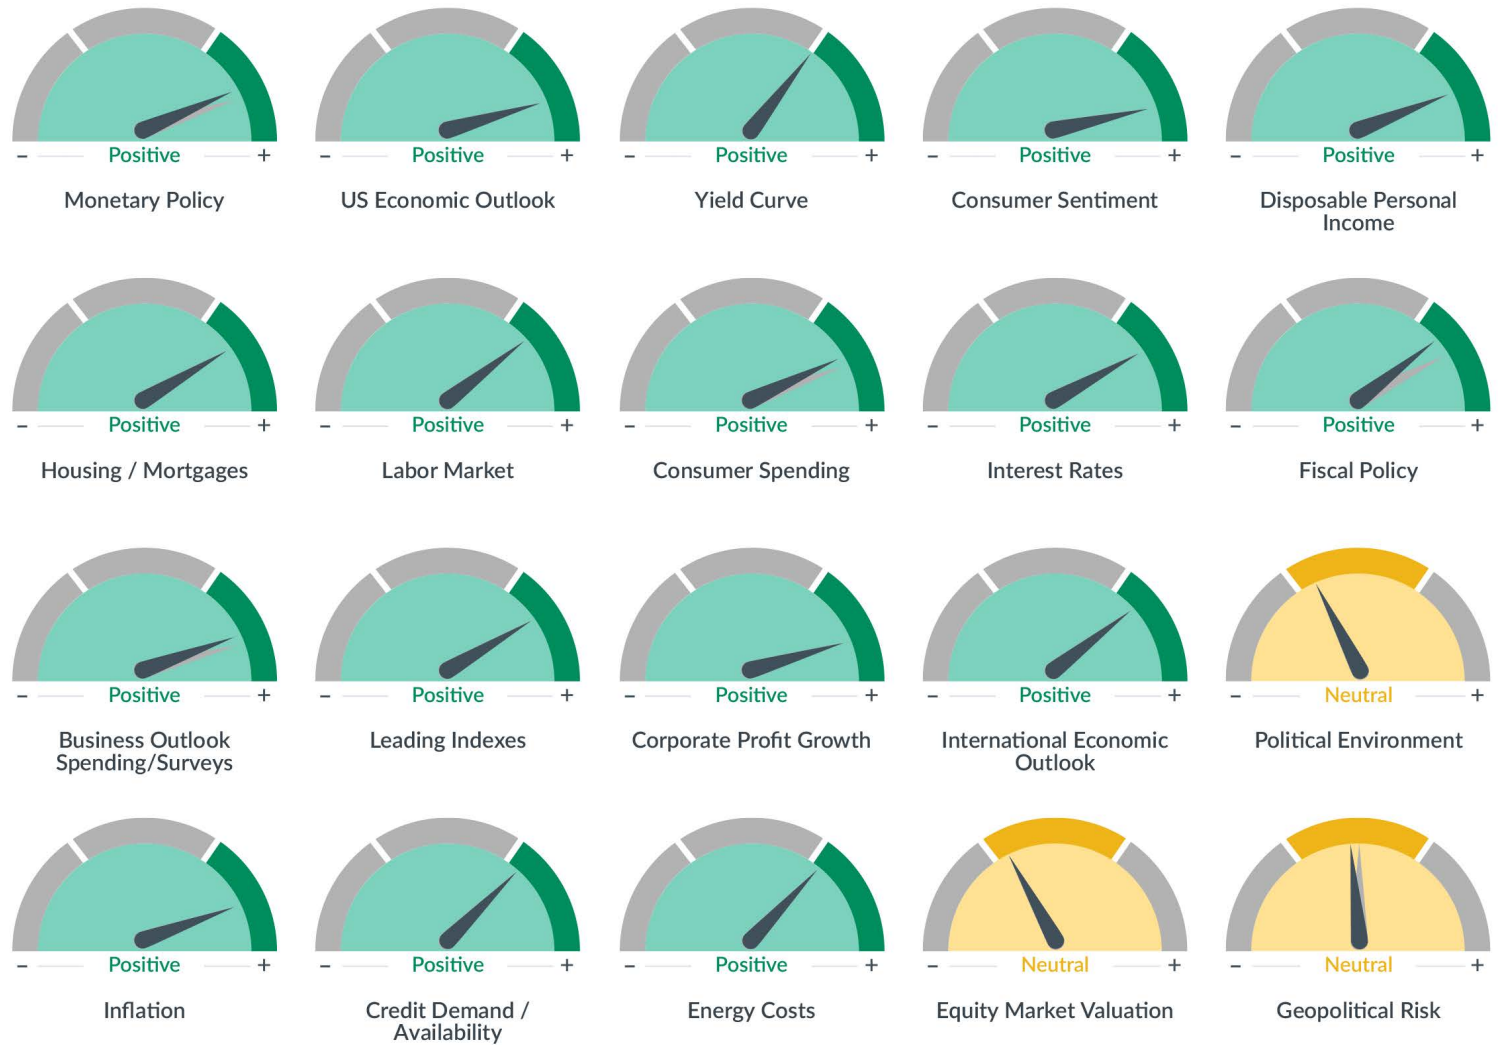 – Positive +
Monetary Policy
– Positive +
US Economic Outlook
– Positive +
Yield Curve
– Positive +
Consumer Sentiment
– Positive +
Disposable Personal
Income
– Positive +
Housing / Mortgages
– Positive +
Labor Market
– Positive +
Consumer Spending
– Positive +
Interest Rates
– Positive +
Fiscal Policy
– Positive +
Business Outlook
Spending/Surveys
– Positive +
Leading Indexes
– Positive +
Corporate Profit Growth
– Positive +
International Economic
Outlook
– Neutral +
Political Environment
– Positive +
Inflation
– Positive +
Credit Demand /
Availability
– Positive +
Energy Costs
– Neutral +
Equity Market Valuation
– Neutral +
Geopolitical Risk